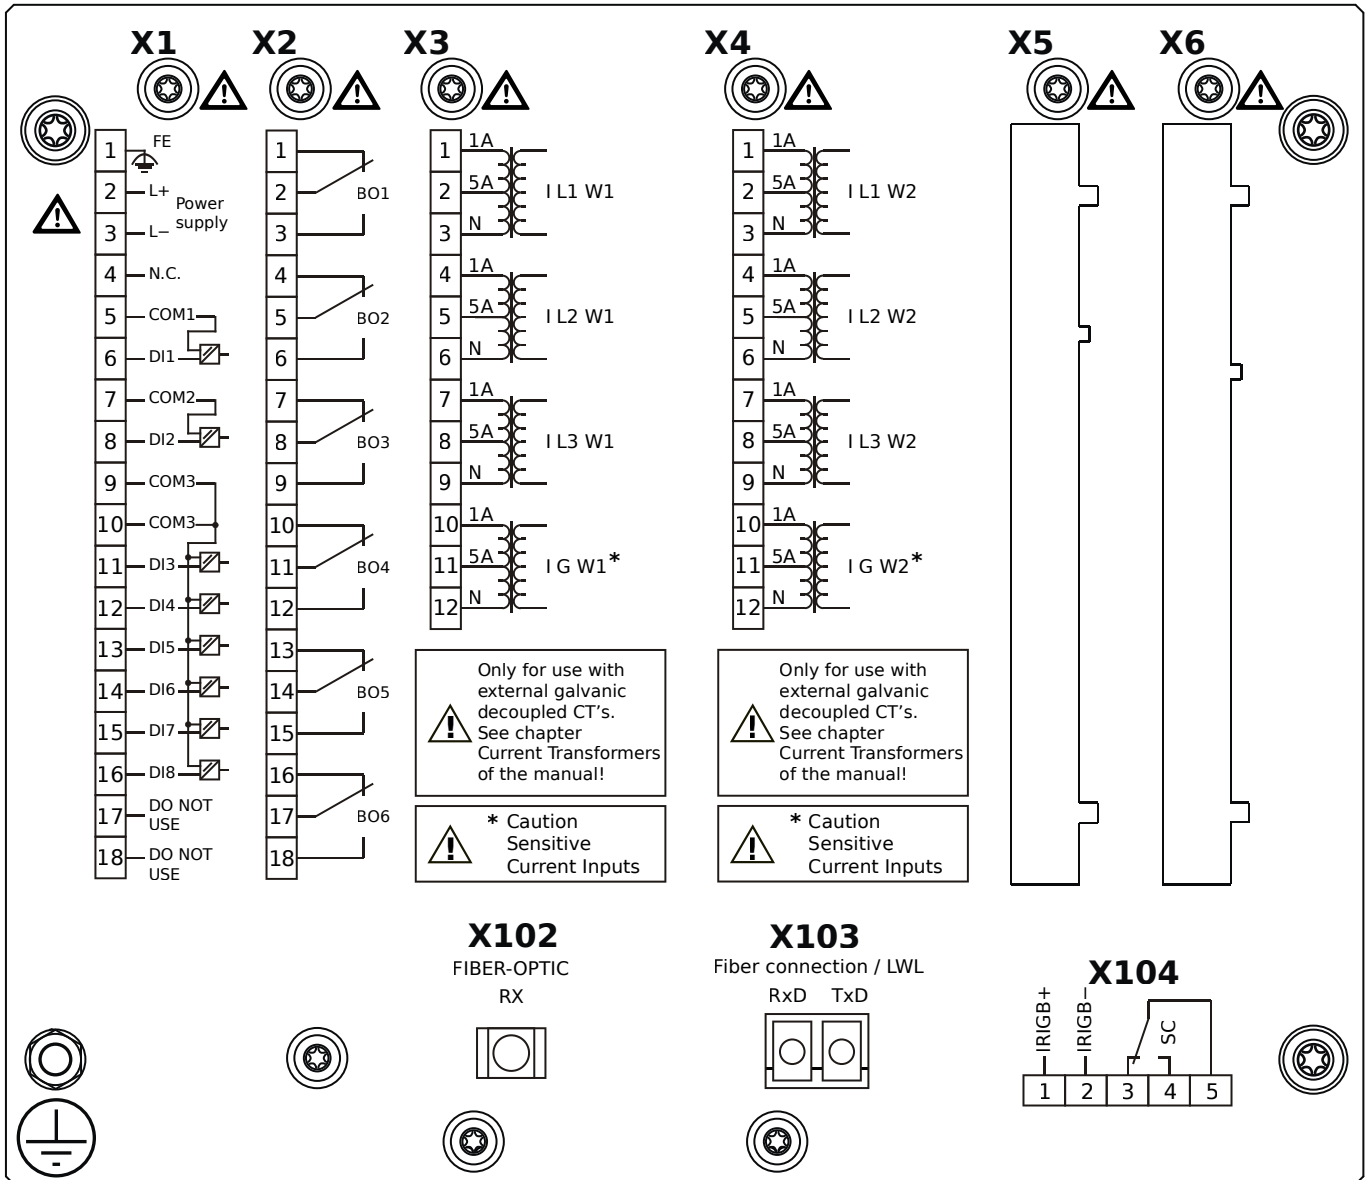 X1
X2
X3
X4
X5
X6
1
FE
2
L+
Power
supply
3
L−
4
N.C.
5
COM1
6
DI1
7
COM2
8
DI2
9
COM3
10
COM3
11
DI3
12
DI4
13
DI5
14
DI6
15
DI7
16
DI8
17
DO NOT
USE
18
DO NOT
USE
1
2
BO1
3
4
5
BO2
6
7
8
BO3
9
10
11
BO4
12
13
14
BO5
15
16
17
BO6
18
1
1A
2
5A
I L1 W1
3
N
4
1A
5
5A
I L2 W1
6
N
7
1A
8
5A
I L3 W1
9
N
10
1A
11
5A
I G W1*
12
N
Only for use with
external galvanic
decoupled CT's.
See chapter
Current Transformers
of the manual!
* Caution
Sensitive
Current Inputs
1
1A
2
5A
I L1 W2
3
N
4
1A
5
5A
I L2 W2
6
N
7
1A
8
5A
I L3 W2
9
N
10
1A
11
5A
I G W2*
12
N
Only for use with
external galvanic
decoupled CT's.
See chapter
Current Transformers
of the manual!
* Caution
Sensitive
Current Inputs
X102
FIBER-OPTIC
RX
X103
Fiber connection / LWL
RxD TxD
X104
IRIGB+
IRIGB−
SC
1 2 3 4 5